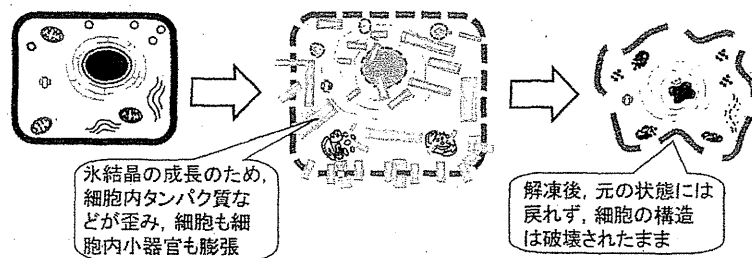 氷結晶の成長のため,
細胞内タンパク質な
どが歪み, 細胞も細
胞内小器官も膨張
解凍後, 元の状態には
戻れず, 細胞の構造
は破壊されたまま